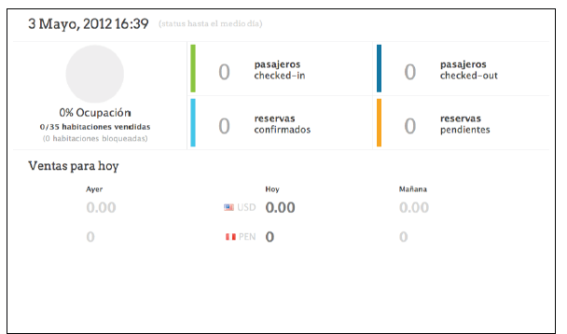 3 Mayo, 2012 16:39 (status hasta el medio día)
0 pasajeros checked-in
0 pasajeros checked-out
0% Ocupación
0/35 habitaciones vendidas
(0 habitaciones bloqueadas)
0 reservas confirmados
0 reservas pendientes
Ventas para hoy
Ayer Hoy Mañana
0.00 USD 0.00 0.00
0 PEN 0 0